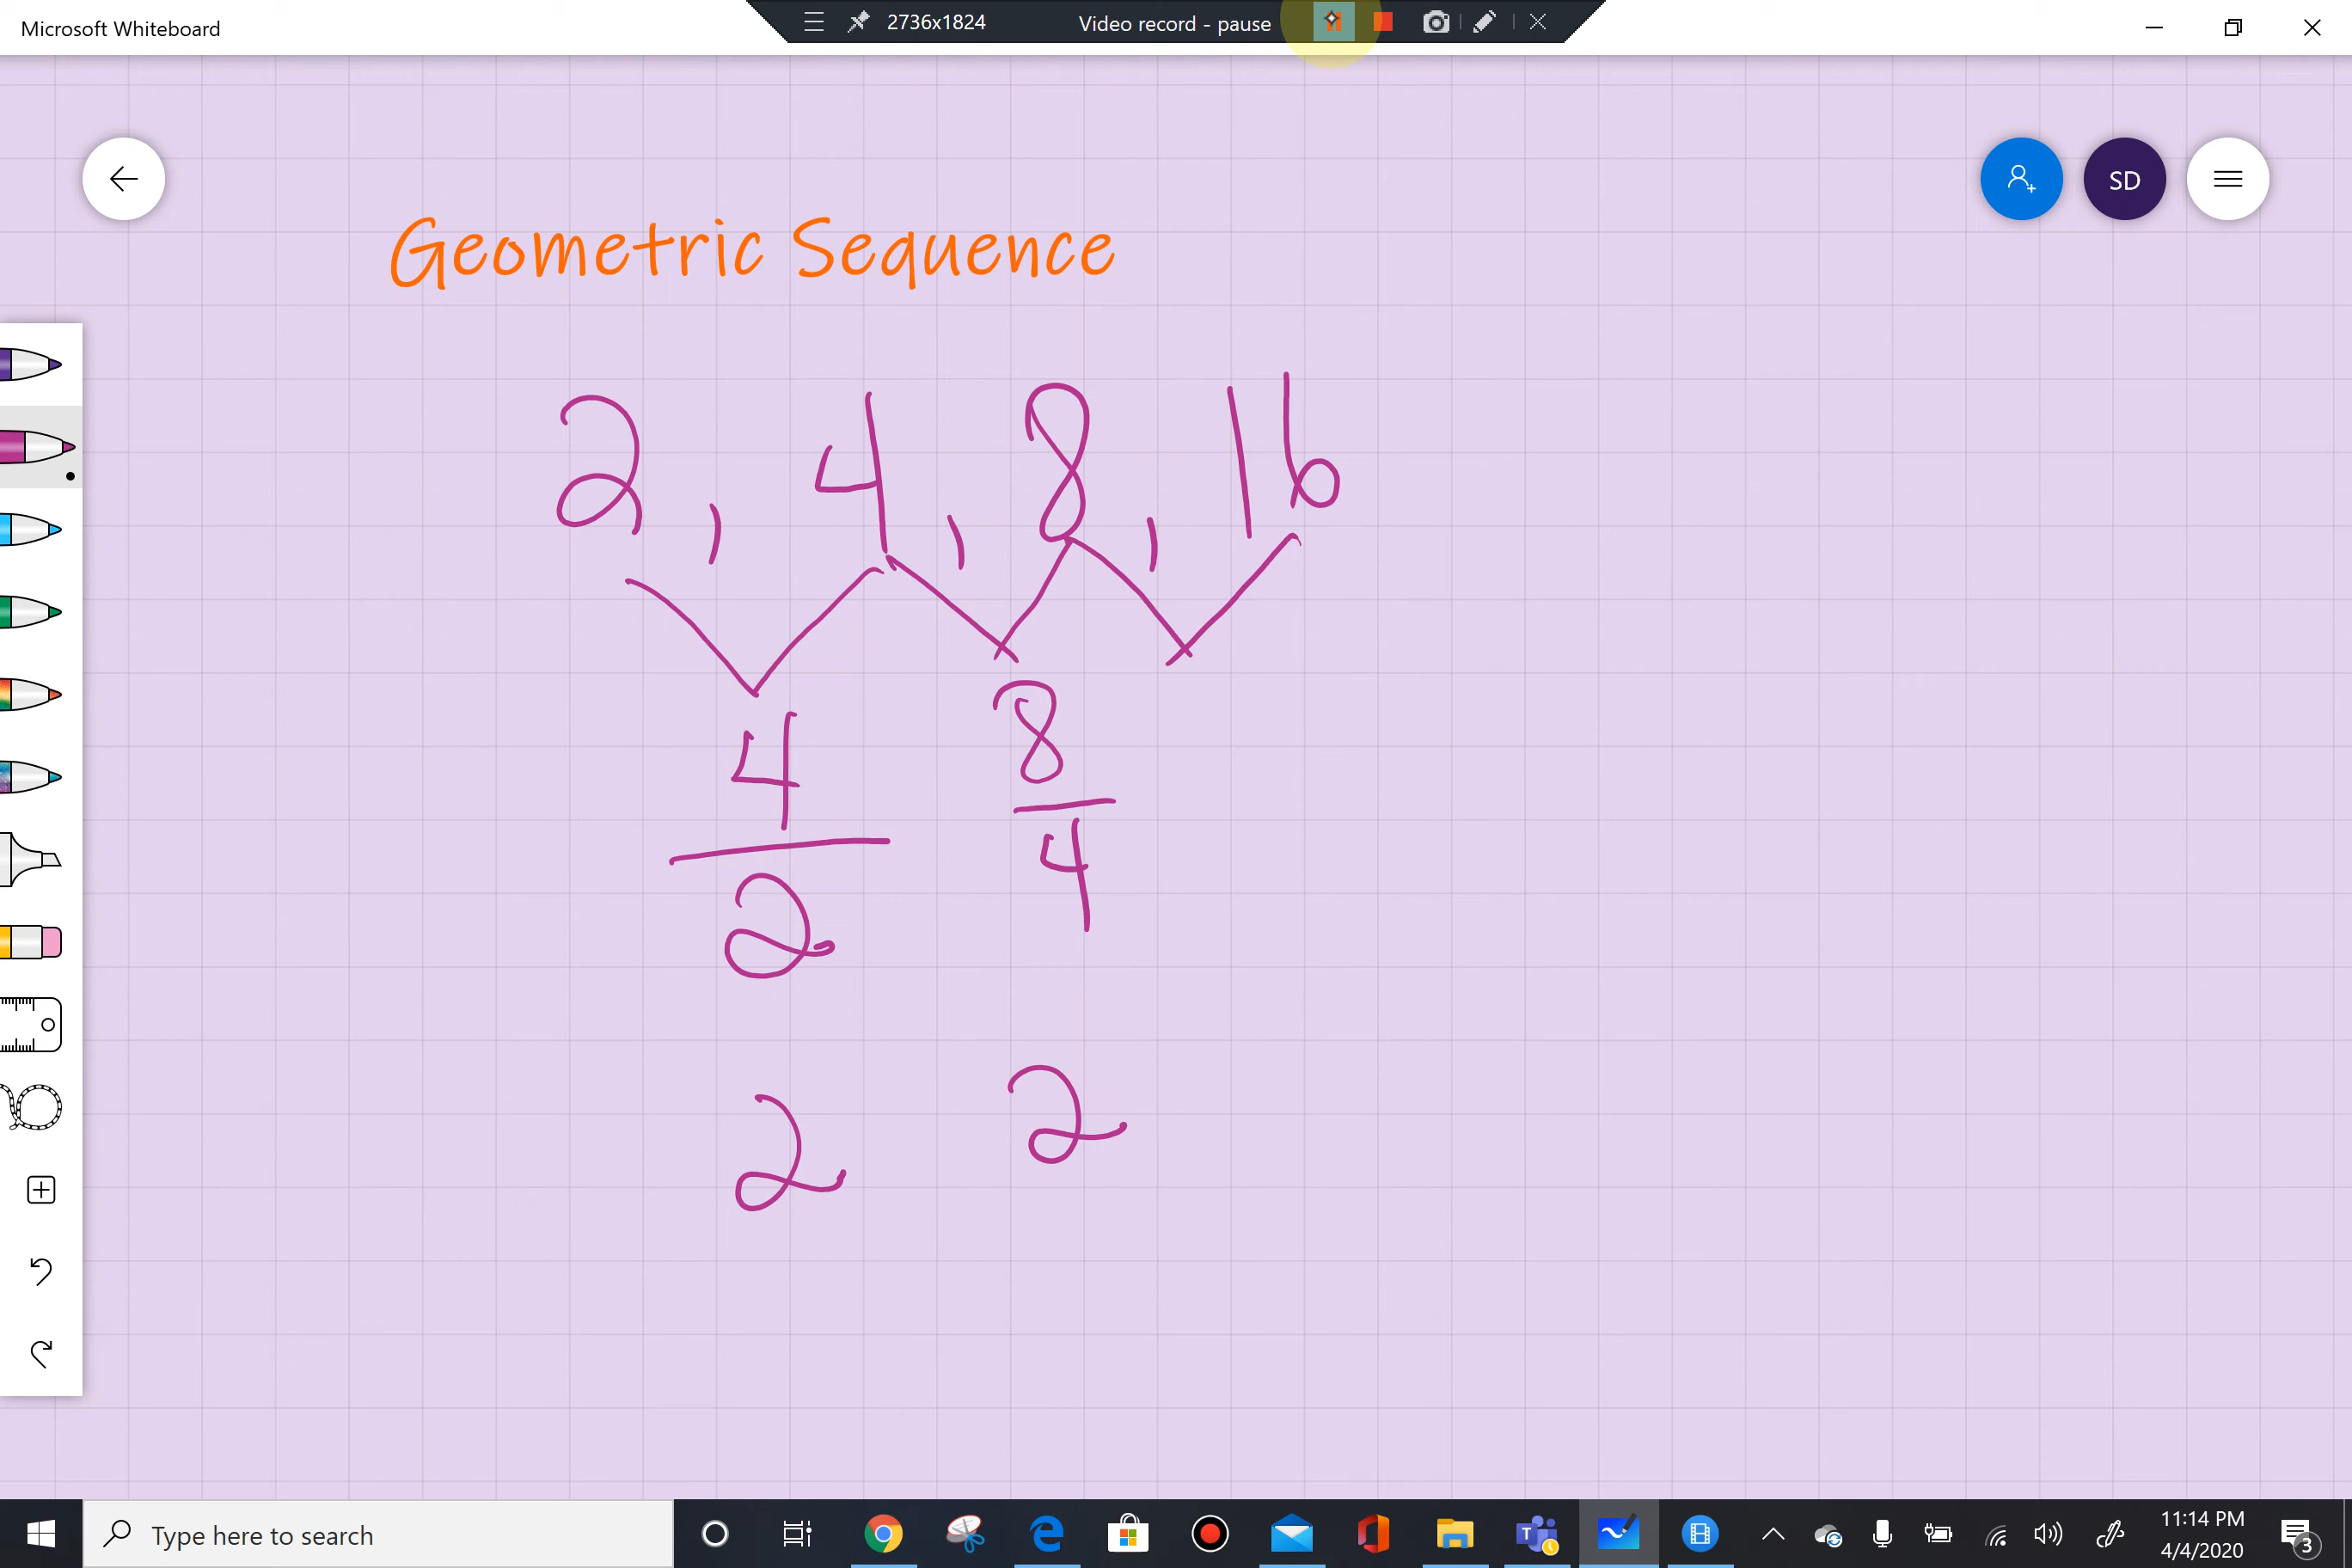 Microsoft Whiteboard
2736x1824 Video record - pause
SD
Geometric Sequence
2, 4, 8, 16
4 8
2 4
2 2
Type here to search
11:14 PM
4/4/2020
3